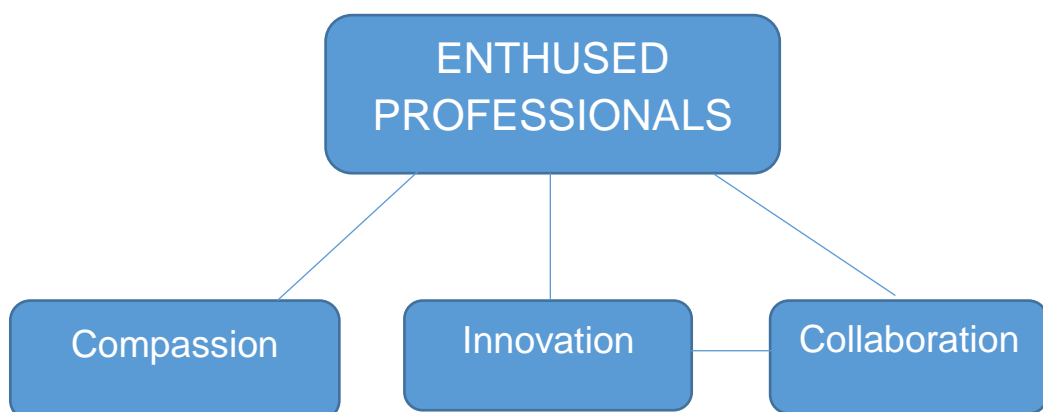 ENTHUSED
PROFESSIONALS
Compassion
Innovation
Collaboration